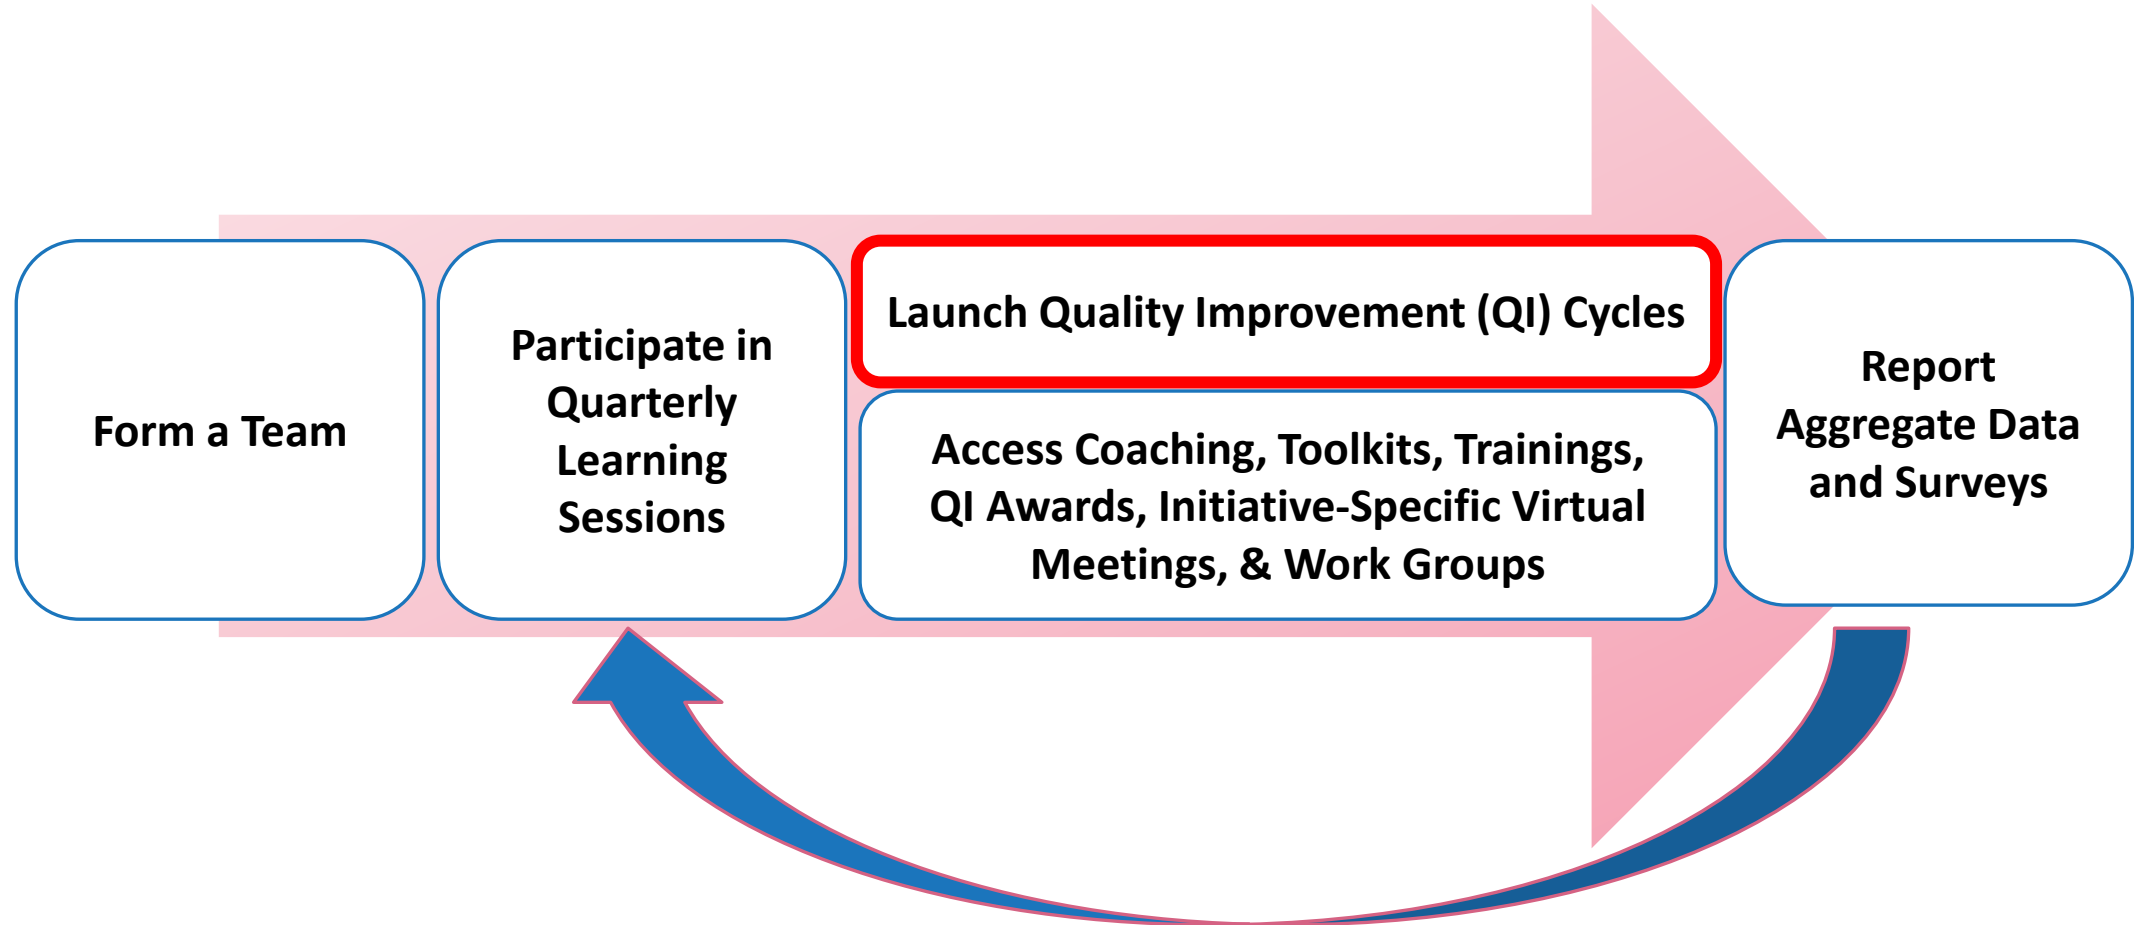 Form a Team
Participate in
Quarterly
Learning
Sessions
Launch Quality Improvement (QI) Cycles
Access Coaching, Toolkits, Trainings,
QI Awards, Initiative-Specific Virtual
Meetings, & Work Groups
Report
Aggregate Data
and Surveys